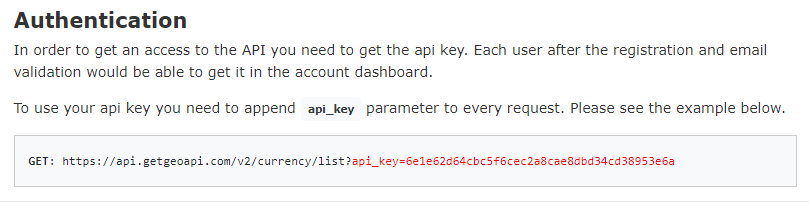 Authentication
In order to get an access to the API you need to get the api key. Each user after the registration and email
validation would be able to get it in the account dashboard.
To use your api key you need to append api_key parameter to every request. Please see the example below.
GET: https://api.getgeoapi.com/v2/currency/list?api_key=6e1e62d64cbc5f6cec2a8cae8dbd34cd38953e6a